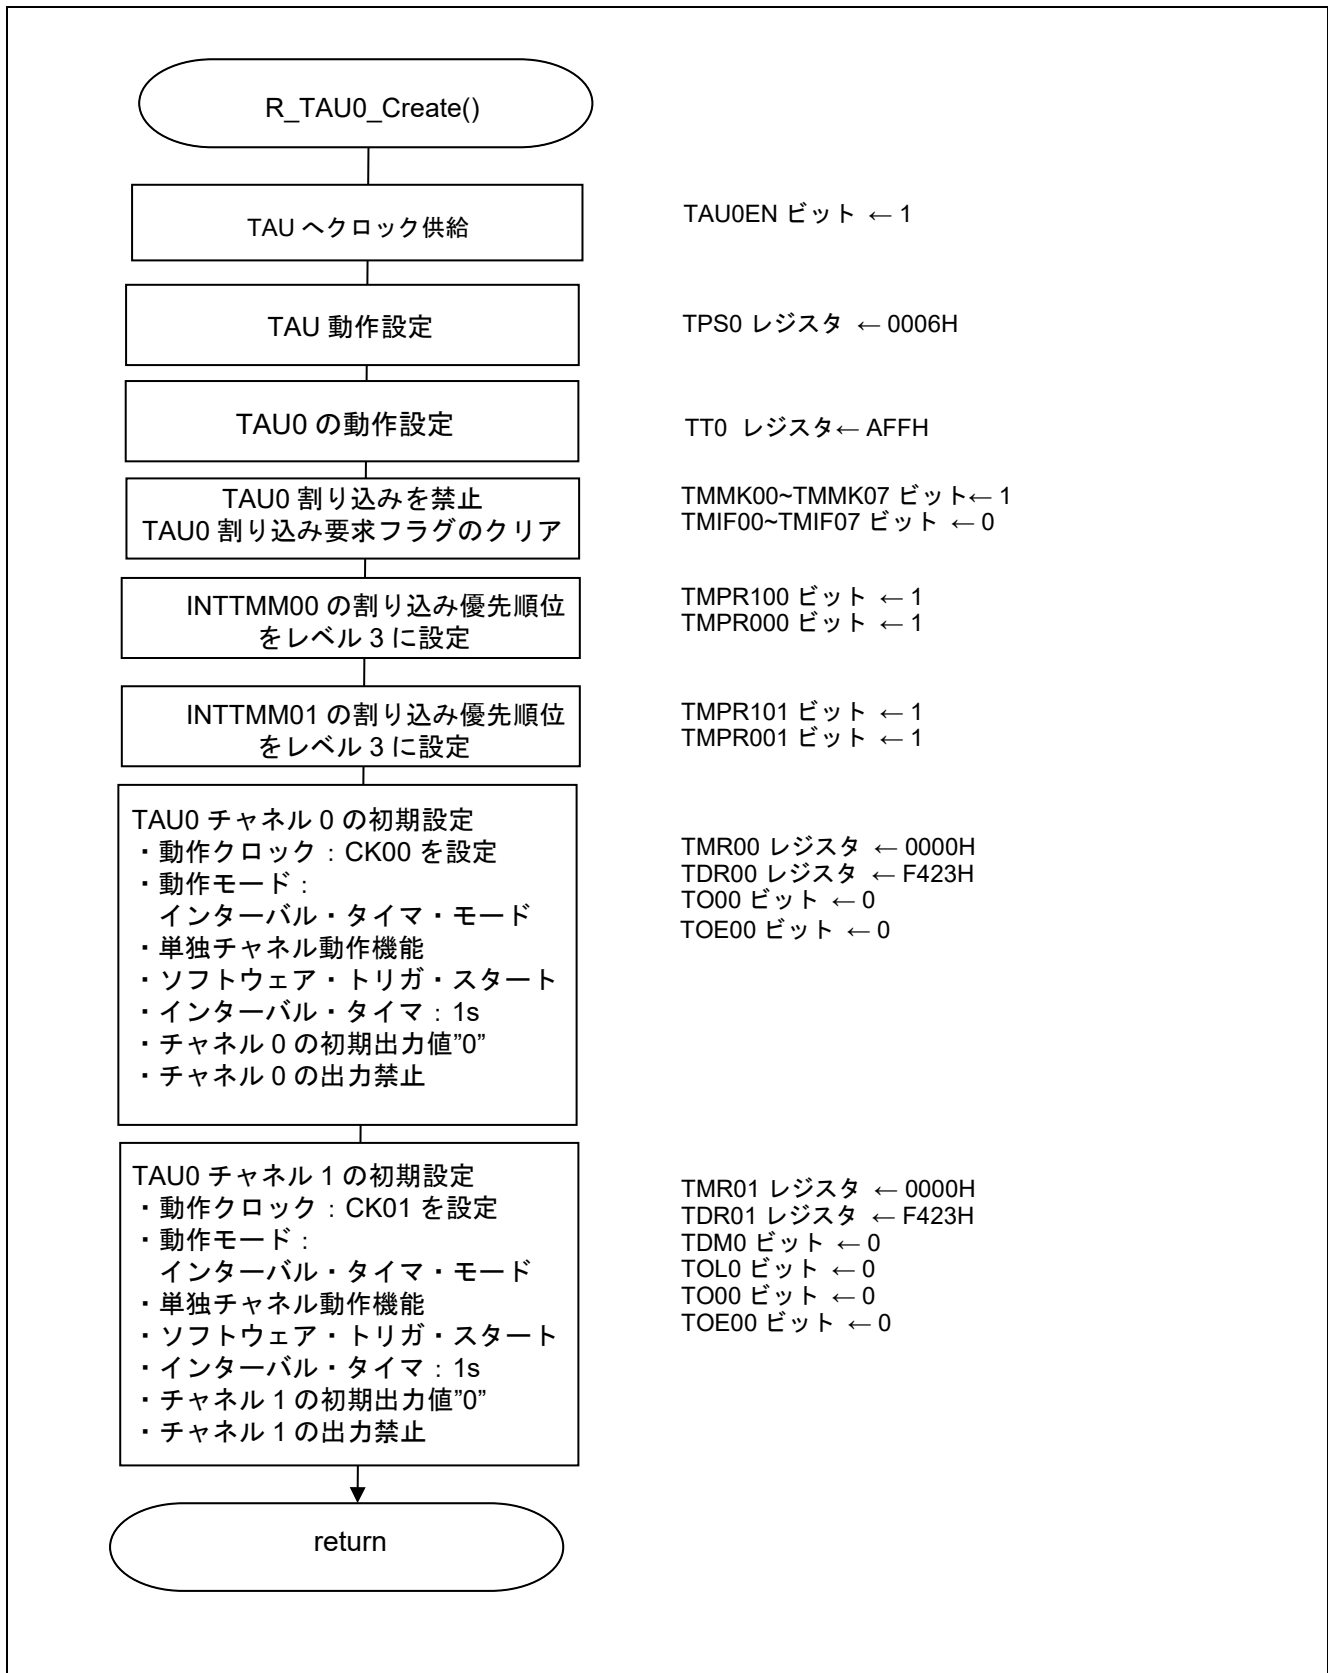 R_TAU0_Create()
TAU へクロック供給
TAU0EN ビット ← 1
TAU 動作設定
TPS0 レジスタ ← 0006H
TAU0 の動作設定
TT0 レジスタ← AFFH
TAU0 割り込みを禁止
TAU0 割り込み要求フラグのクリア
TMMK00~TMMK07 ビット← 1
TMIF00~TMIF07 ビット ← 0
INTTMM00 の割り込み優先順位
をレベル 3 に設定
TMPR100 ビット ← 1
TMPR000 ビット ← 1
INTTMM01 の割り込み優先順位
をレベル 3 に設定
TMPR101 ビット ← 1
TMPR001 ビット ← 1
TAU0 チャネル 0 の初期設定
・動作クロック：CK00 を設定
・動作モード：
インターバル・タイマ・モード
・単独チャネル動作機能
・ソフトウェア・トリガ・スタート
・インターバル・タイマ：1s
・チャネル 0 の初期出力値”0”
・チャネル 0 の出力禁止
TMR00 レジスタ ← 0000H
TDR00 レジスタ ← F423H
TO00 ビット ← 0
TOE00 ビット ← 0
TAU0 チャネル 1 の初期設定
・動作クロック：CK01 を設定
・動作モード：
インターバル・タイマ・モード
・単独チャネル動作機能
・ソフトウェア・トリガ・スタート
・インターバル・タイマ：1s
・チャネル 1 の初期出力値”0”
・チャネル 1 の出力禁止
TMR01 レジスタ ← 0000H
TDR01 レジスタ ← F423H
TDM0 ビット ← 0
TOL0 ビット ← 0
TO00 ビット ← 0
TOE00 ビット ← 0
return